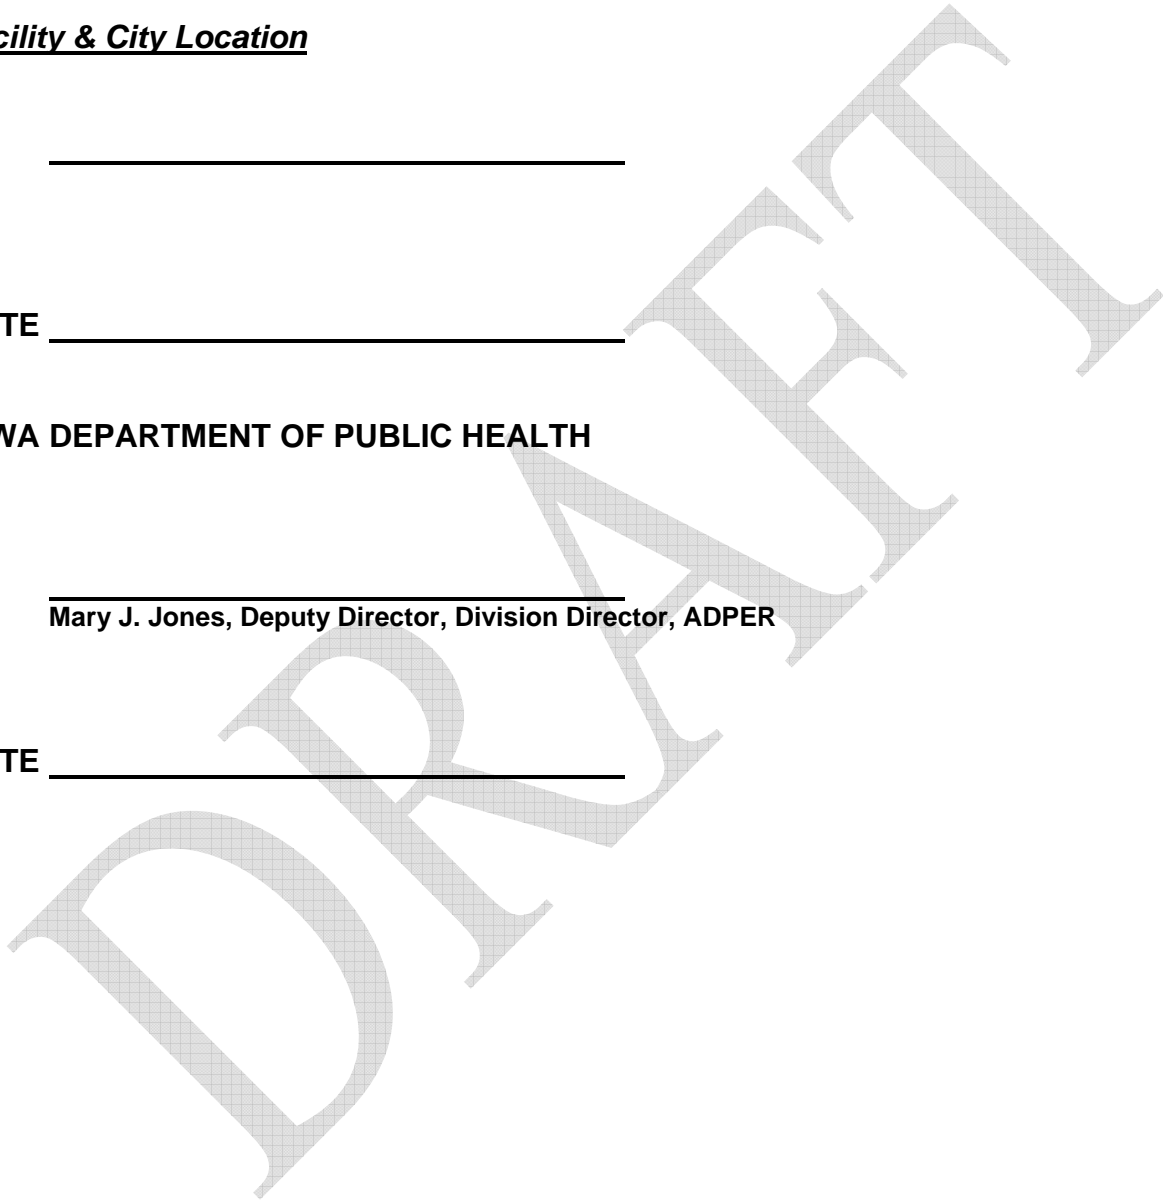 cility & City Location
TE
WA DEPARTMENT OF PUBLIC HEALTH
Mary J. Jones, Deputy Director, Division Director, ADPER
TE
DRAFT